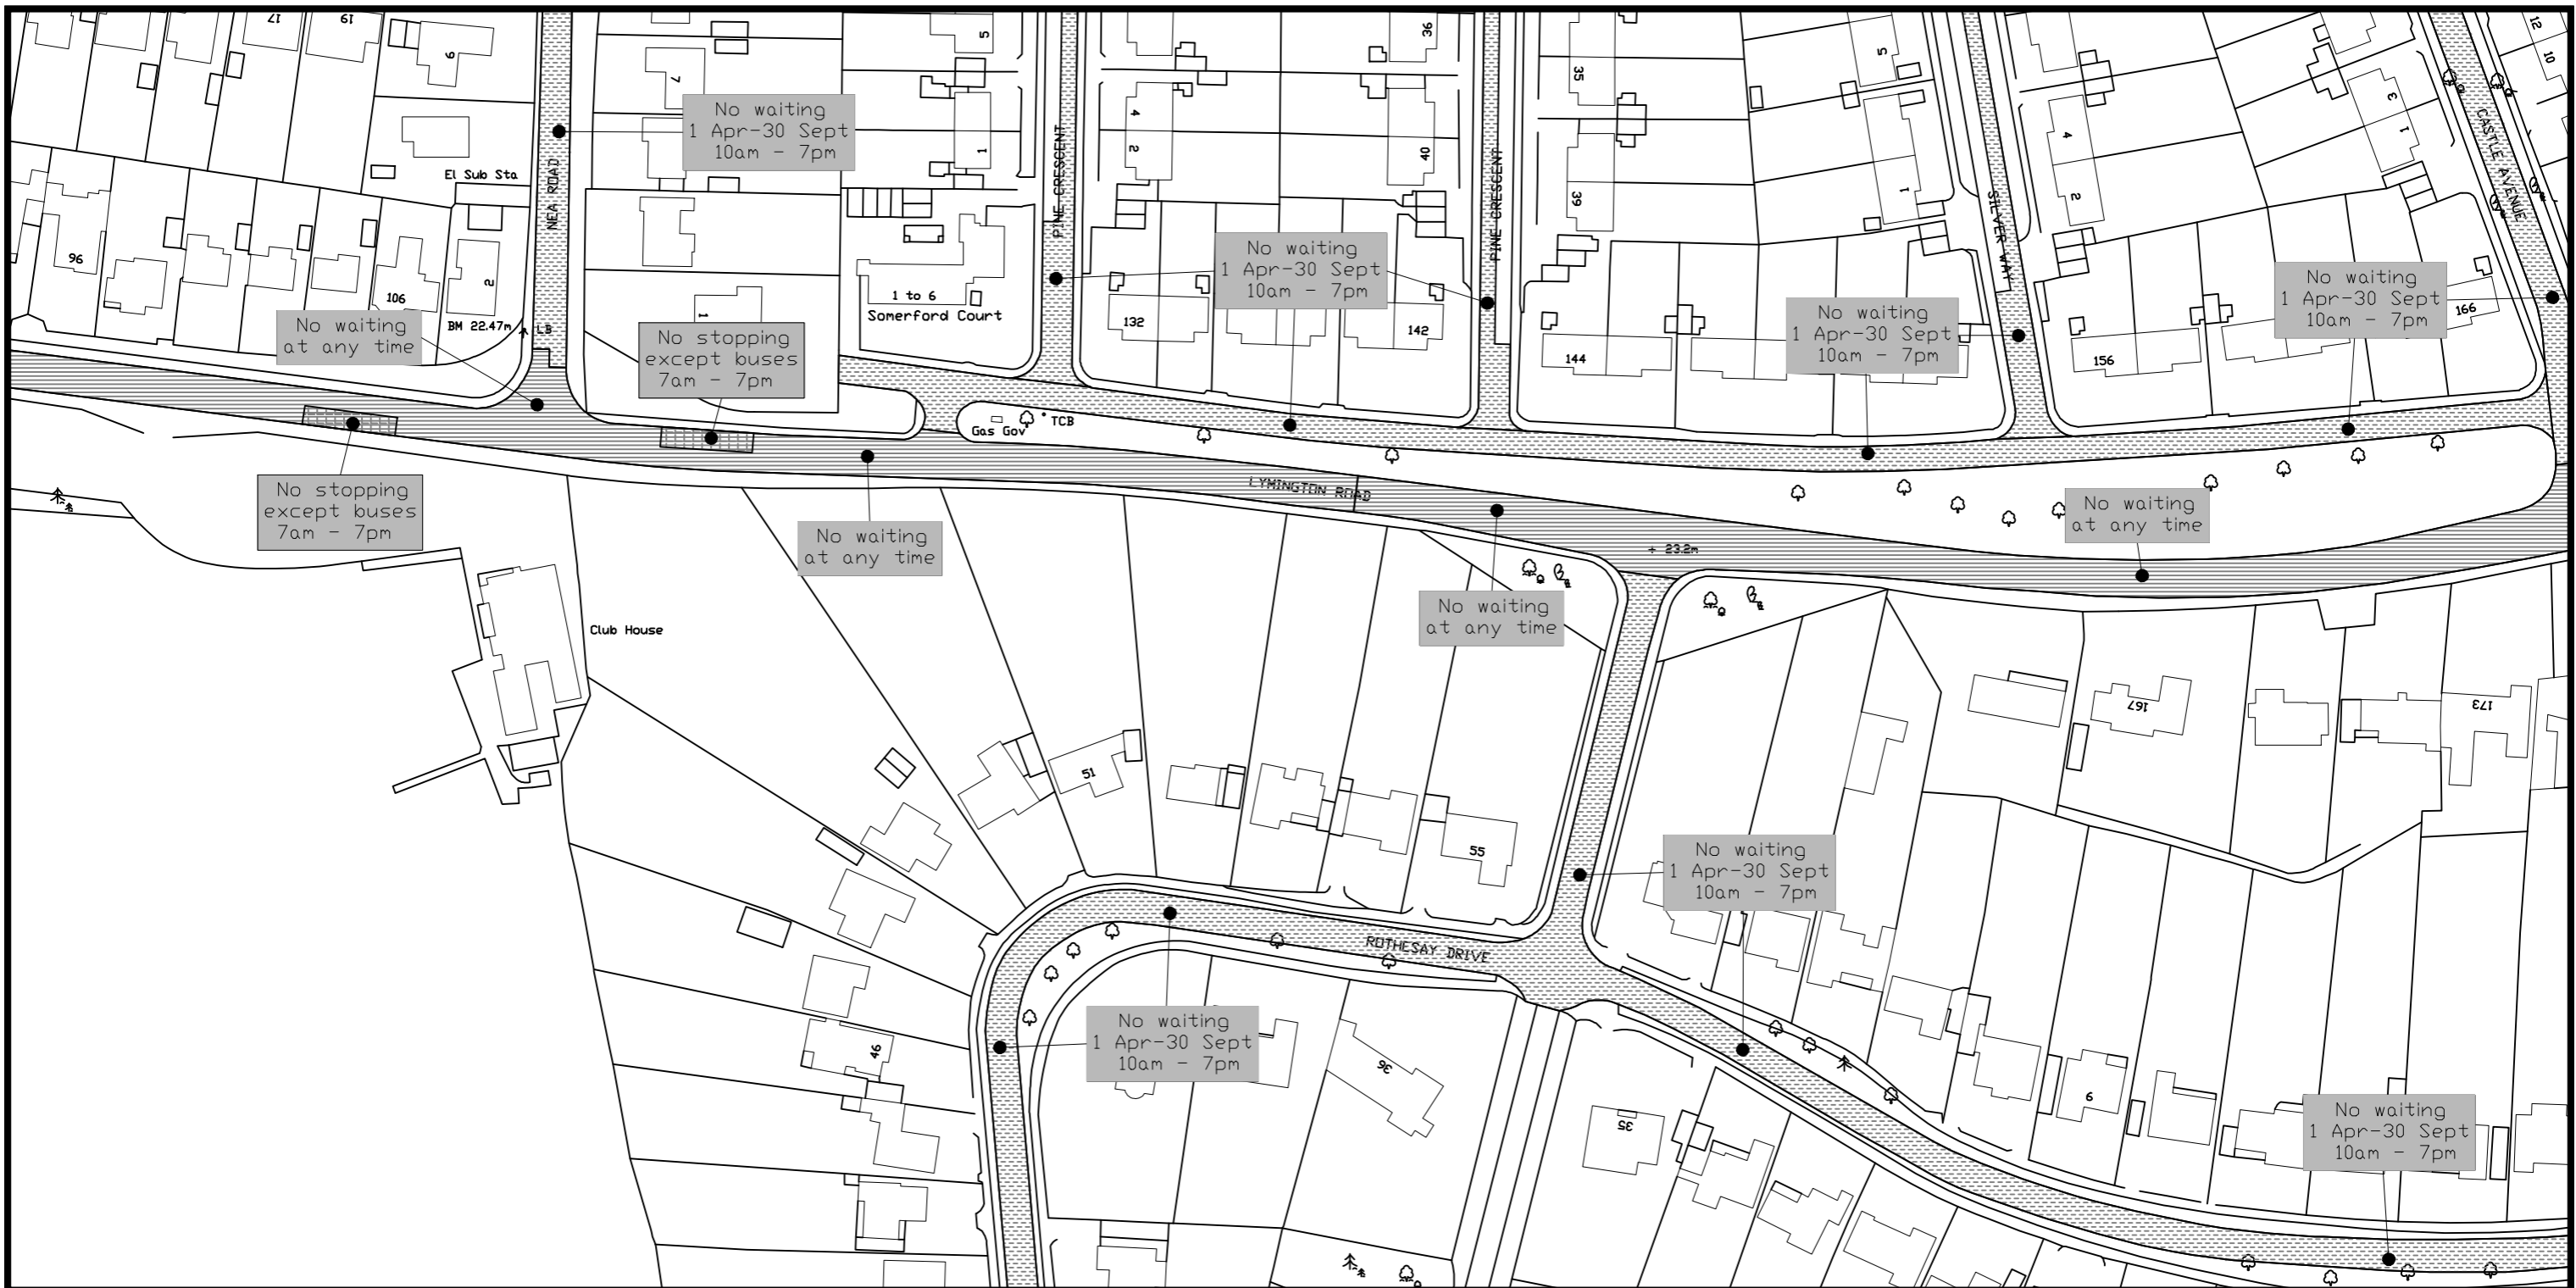 17
19
6
7
5
36
35
5
3
1
12
10
No waiting
1 Apr-30 Sept
10am - 7pm
4
2
40
39
1
1
4
2
CASTLE AVENUE
El Sub Sta
NEA ROAD
PINE CRESCENT
PINE CRESCENT
SILVER WAY
96
106
2
BM 22.47m
LB
No waiting
at any time
1
No stopping
except buses
7am - 7pm
1 to 6
Somerford Court
132
No waiting
1 Apr-30 Sept
10am - 7pm
142
144
No waiting
1 Apr-30 Sept
10am - 7pm
156
No waiting
1 Apr-30 Sept
10am - 7pm
166
Gas Gov
TCB
No stopping
except buses
7am - 7pm
No waiting
at any time
LYMINGTON ROAD
No waiting
at any time
23.2m
No waiting
at any time
Club House
51
55
167
173
No waiting
1 Apr-30 Sept
10am - 7pm
ROTHESAY DRIVE
No waiting
1 Apr-30 Sept
10am - 7pm
46
36
35
6
No waiting
1 Apr-30 Sept
10am - 7pm